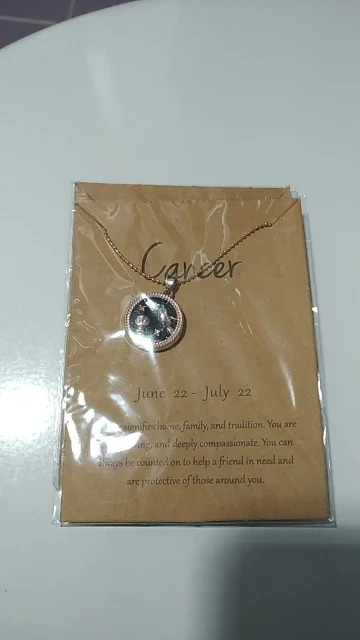 Cancer
June 22 - July 22
signifies home, family, and tradition. You are
and deeply compassionate. You can
always be counted on to help a friend in need and
are protective of those around you.